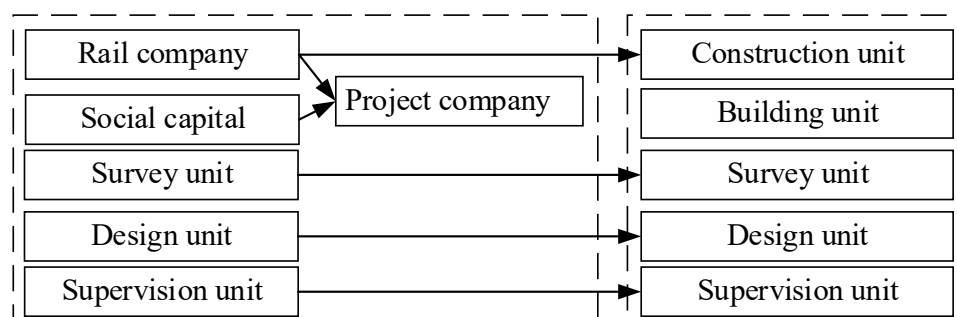 Rail company
Construction unit
Project company
Social capital
Building unit
Survey unit
Survey unit
Design unit
Design unit
Supervision unit
Supervision unit